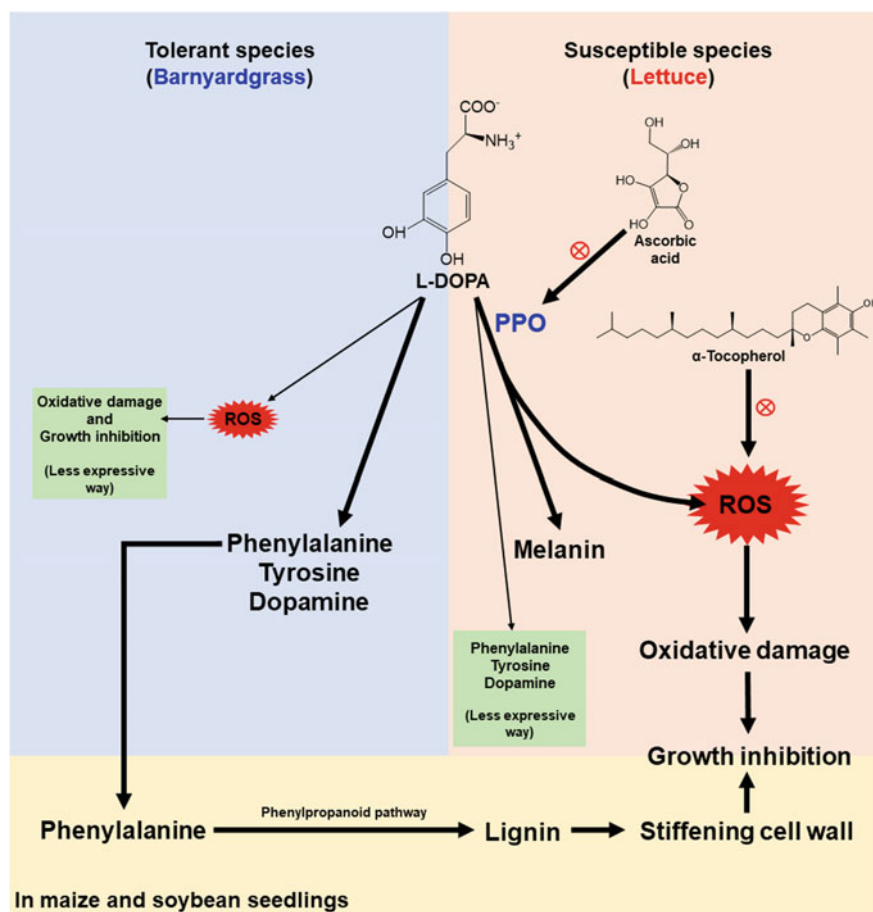 Tolerant species
(Barnyardgrass)
Susceptible species
(Lettuce)
COO⁻
NH₃⁺
OH
OH
L-DOPA
OH
OH
HO
HO
O
O
Ascorbic
acid
PPO
OH
O
α-Tocopherol
Oxidative damage
and
Growth inhibition
(Less expressive
way)
ROS
ROS
Phenylalanine
Tyrosine
Dopamine
Melanin
Phenylalanine
Tyrosine
Dopamine
(Less expressive
way)
Oxidative damage
Growth inhibition
Phenylalanine
Phenylpropanoid pathway
Lignin
Stiffening cell wall
In maize and soybean seedlings